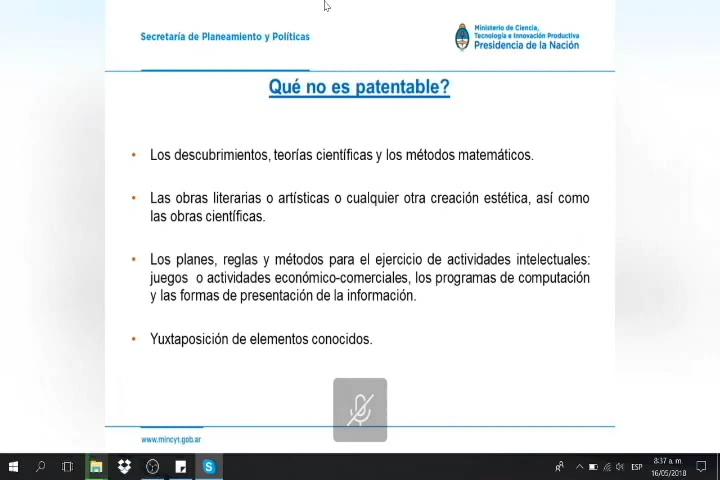 Secretaría de Planeamiento y Políticas
Ministerio de Ciencia,
Tecnología e Innovación Productiva
Presidencia de la Nación
Qué no es patentable?
• Los descubrimientos, teorías científicas y los métodos matemáticos.
• Las obras literarias o artísticas o cualquier otra creación estética, así como
las obras científicas.
• Los planes, reglas y métodos para el ejercicio de actividades intelectuales:
juegos o actividades económico-comerciales, los programas de computación
y las formas de presentación de la información.
• Yuxtaposición de elementos conocidos.
www.mincyt.gob.ar
ESP
8:37 a. m.
16/05/2018